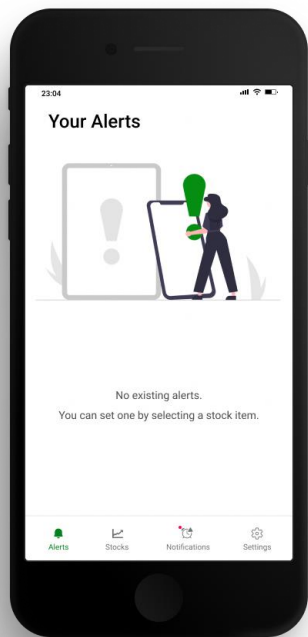 23:04
Your Alerts
No existing alerts.
You can set one by selecting a stock item.
Alerts
Stocks
Notifications
Settings